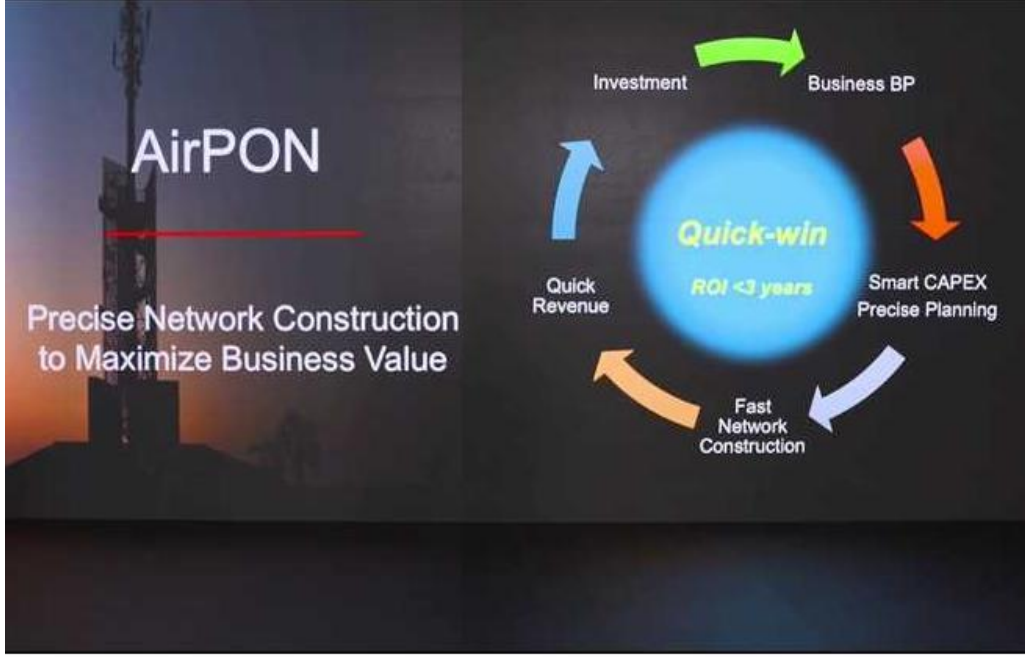 AirPON
Precise Network Construction
to Maximize Business Value
Investment
Business BP
Smart CAPEX
Precise Planning
Fast
Network
Construction
Quick
Revenue
Quick-win
ROI <3 years